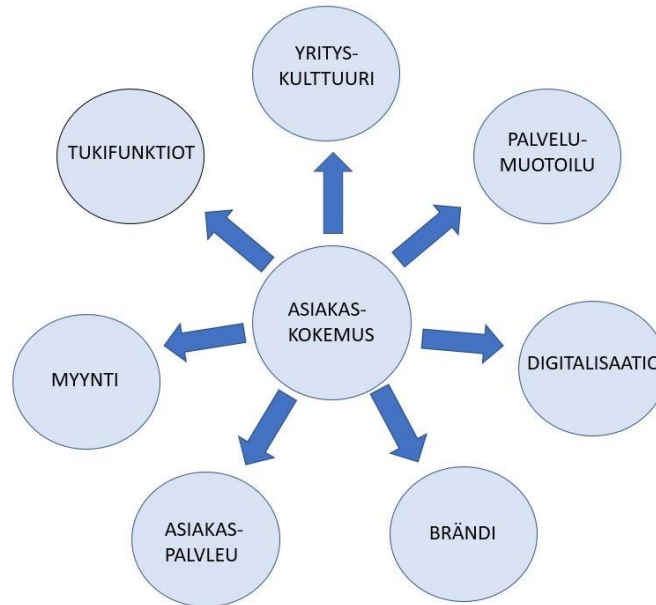 YRITYS-
KULTTUURI
TUKIFUNKTIOT
PALVELU-
MUOTOILU
ASIAKAS-
KOKEMUS
MYYNTI
DIGITALISAATIO
ASIAKAS-
PALVLEU
BRÄNDI